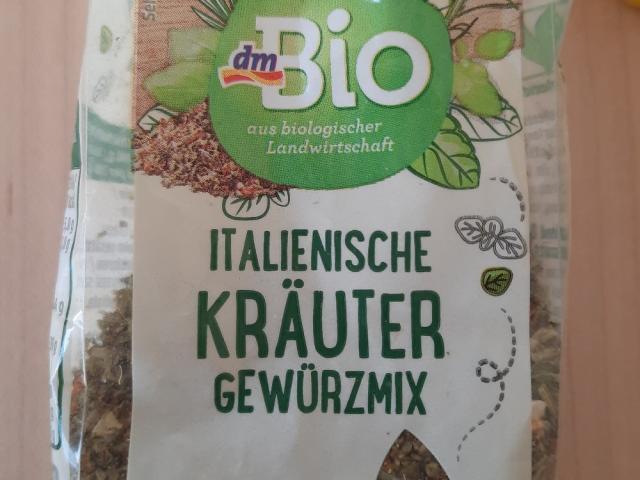 dm
Bio
aus biologischer
Landwirtschaft
ITALIENISCHE
KRÄUTER
GEWÜRZMIX